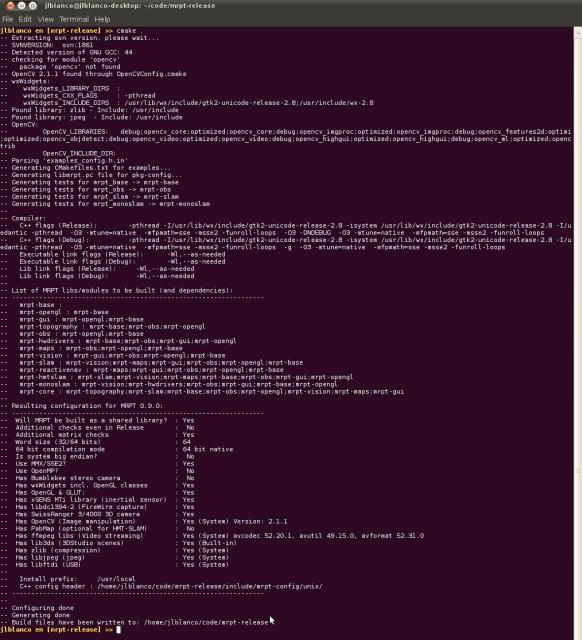 jlblanco@jlblanco-desktop: ~/code/mrpt-release
File Edit View Terminal Help
jlblanco en [mrpt-release] >> cmake .
-- Extracting svn version, please wait...
-- SVNVERSION: svn:1861
-- Detected version of GNU GCC: 44
-- checking for module 'opencv'
--   package 'opencv' not found
-- OpenCV 2.1.1 found through OpenCVConfig.cmake
-- wxWidgets:
--    wxWidgets_LIBRARY_DIRS  :
--    wxWidgets_CXX_FLAGS     : -pthread
--    wxWidgets_INCLUDE_DIRS  : /usr/lib/wx/include/gtk2-unicode-release-2.8;/usr/include/wx-2.8
-- Found library: zlib - Include: /usr/include
-- Found library: jpeg  - Include: /usr/include
-- OpenCV:
--         OpenCV_LIBRARIES:  debug;opencv_core;optimized;opencv_core;debug;opencv_imgproc;optimized;opencv_imgproc;debug;opencv_features2d;optimi
;optimized;opencv_objdetect;debug;opencv_video;optimized;opencv_video;debug;opencv_highgui;optimized;opencv_highgui;debug;opencv_ml;optimized;openc
trib
--         OpenCV_INCLUDE_DIR:
-- Parsing 'examples_config.h.in'
-- Generating CMakefiles.txt for examples...
-- Generating libmrpt.pc file for pkg-config...
-- Generating tests for mrpt_base -> mrpt-base
-- Generating tests for mrpt_obs -> mrpt-obs
-- Generating tests for mrpt_slam -> mrpt-slam
-- Generating tests for mrpt_monoslam -> mrpt-monoslam
--
-- Compiler:
--   C++ flags (Release):       -pthread -I/usr/lib/wx/include/gtk2-unicode-release-2.8 -isystem /usr/lib/wx/include/gtk2-unicode-release-2.8 -I/u
edantic -pthread  -O3 -mtune=native  -mfpmath=sse -msse2 -funroll-loops  -O3 -DNDEBUG  -O3 -mtune=native  -mfpmath=sse -msse2 -funroll-loops
--   C++ flags (Debug):         -pthread -I/usr/lib/wx/include/gtk2-unicode-release-2.8 -isystem /usr/lib/wx/include/gtk2-unicode-release-2.8 -I/u
edantic -pthread  -O3 -mtune=native  -mfpmath=sse -msse2 -funroll-loops  -g  -O3 -mtune=native  -mfpmath=sse -msse2 -funroll-loops
--   Executable link flags (Release):      -Wl,--as-needed
--   Executable link flags (Debug):        -Wl,--as-needed
--   Lib link flags (Release):      -Wl,--as-needed
--   Lib link flags (Debug):        -Wl,--as-needed
--
-- List of MRPT libs/modules to be built (and dependencies):
-- -----------------------------------------------------------------
--   mrpt-base :
--   mrpt-opengl : mrpt-base
--   mrpt-gui : mrpt-opengl;mrpt-base
--   mrpt-topography : mrpt-base;mrpt-obs;mrpt-opengl
--   mrpt-obs : mrpt-opengl;mrpt-base
--   mrpt-hwdrivers : mrpt-base;mrpt-obs;mrpt-gui;mrpt-opengl
--   mrpt-maps : mrpt-obs;mrpt-opengl;mrpt-base
--   mrpt-vision : mrpt-gui;mrpt-obs;mrpt-opengl;mrpt-base
--   mrpt-slam : mrpt-vision;mrpt-maps;mrpt-gui;mrpt-obs;mrpt-opengl;mrpt-base
--   mrpt-reactivenav : mrpt-maps;mrpt-gui;mrpt-obs;mrpt-opengl;mrpt-base
--   mrpt-hmtslam : mrpt-slam;mrpt-vision;mrpt-maps;mrpt-base;mrpt-obs;mrpt-gui;mrpt-opengl
--   mrpt-monoslam : mrpt-vision;mrpt-hwdrivers;mrpt-obs;mrpt-gui;mrpt-base;mrpt-opengl
--   mrpt-core : mrpt-topography;mrpt-slam;mrpt-base;mrpt-obs;mrpt-opengl;mrpt-vision;mrpt-maps;mrpt-gui
--
-- Resulting configuration for MRPT 0.9.0:
-- -----------------------------------------------------------------
--  Will MRPT be built as a shared library?  : Yes
--  Additional checks even in Release        : No
--  Additional matrix checks                 : Yes
--  Word size (32/64 bits)                   : 64
--  64 bit compilation mode                  : 64 bit native
--  Is system big endian?                    : No
--  Use MMX/SSE2?                            : Yes
--  Use OpenMP?                              : No
--  Has Bumblebee stereo camera              : No
--  Has wxWidgets incl. OpenGL classes       : Yes
--  Has OpenGL & GLUT:                       : Yes
--  Has xSENS MTi library (inertial sensor)  : Yes
--  Has libdc1394-2 (FireWire capture)       : Yes
--  Has SwissRanger 3/4000 3D camera         : Yes
--  Has OpenCV (Image manipulation)          : Yes (System) Version: 2.1.1
--  Has FabMap (optional for HMT-SLAM)       : No
--  Has ffmpeg libs (Video streaming)        : Yes (System) avcodec 52.20.1, avutil 49.15.0, avformat 52.31.0
--  Has lib3ds (3DStudio scenes)             : Yes (Built-in)
--  Has zlib (compression)                   : Yes (System)
--  Has libjpeg (jpeg)                       : Yes (System)
--  Has libftdi (USB)                        : Yes (System)
--
--   Install prefix:     /usr/local
--   C++ config header : /home/jlblanco/code/mrpt-release/include/mrpt-config/unix/
-- -----------------------------------------------------------------
--
-- Configuring done
-- Generating done
-- Build files have been written to: /home/jlblanco/code/mrpt-release
jlblanco en [mrpt-release] >>